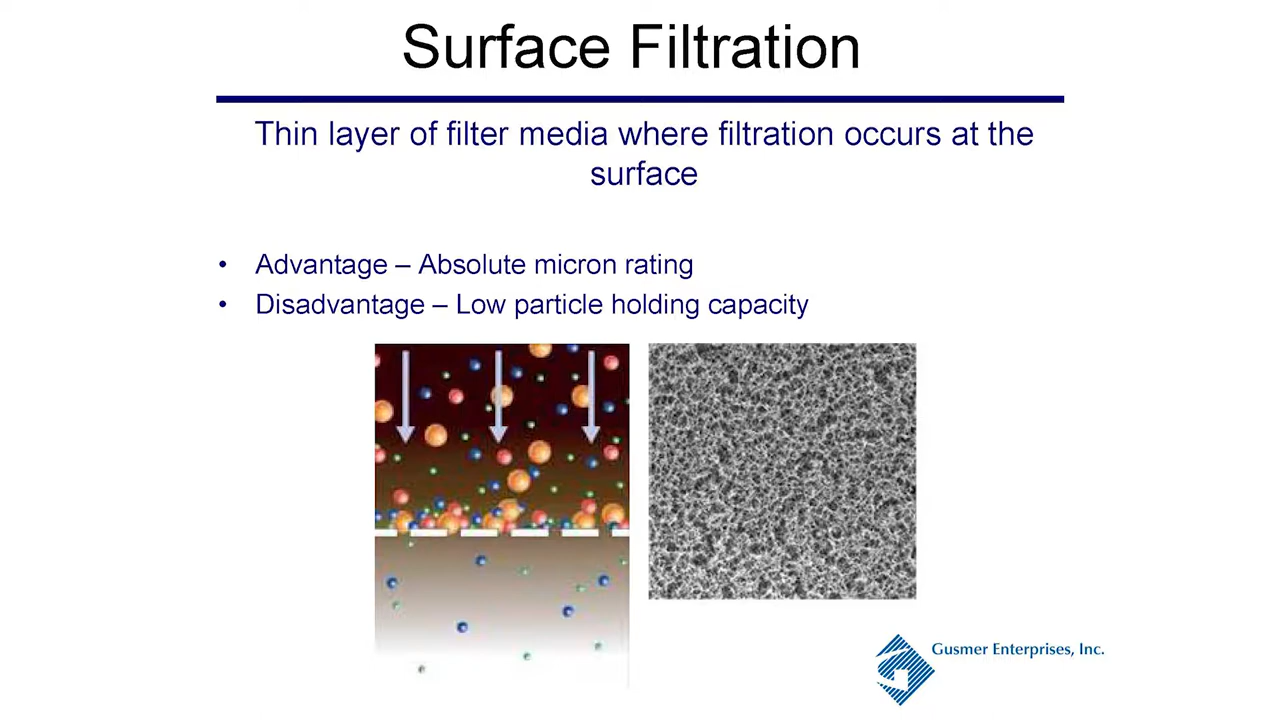 Surface Filtration
Thin layer of filter media where filtration occurs at the
surface
• Advantage – Absolute micron rating
• Disadvantage – Low particle holding capacity
Gusmer Enterprises, Inc.